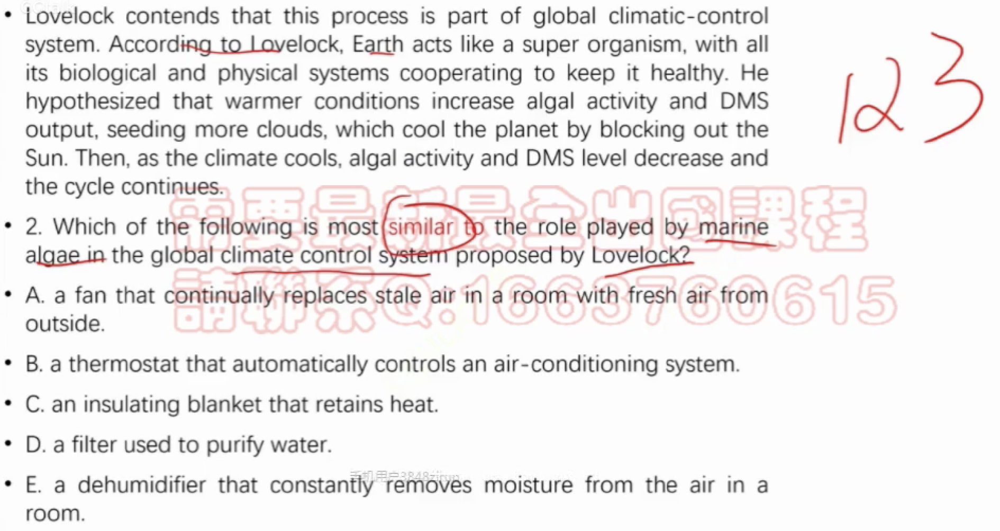 • Lovelock contends that this process is part of global climatic-control
system. According to Lovelock, Earth acts like a super organism, with all
its biological and physical systems cooperating to keep it healthy. He
hypothesized that warmer conditions increase algal activity and DMS
output, seeding more clouds, which cool the planet by blocking out the
Sun. Then, as the climate cools, algal activity and DMS level decrease and
the cycle continues.
123
需要最新最全出國課程
• 2. Which of the following is most similar to the role played by marine
algae in the global climate control system proposed by Lovelock?
請聯系Q:1663760615
• A. a fan that continually replaces stale air in a room with fresh air from
outside.
• B. a thermostat that automatically controls an air-conditioning system.
• C. an insulating blanket that retains heat.
• D. a filter used to purify water.
手机用户3848zjrun
• E. a dehumidifier that constantly removes moisture from the air in a
room.